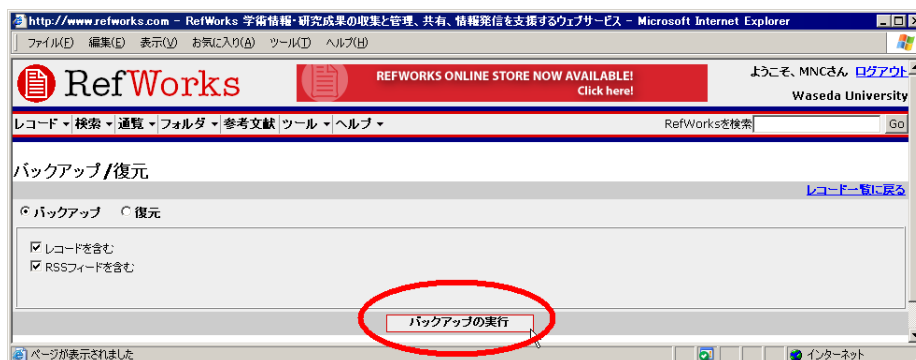 http://www.refworks.com - RefWorks 学術情報・研究成果の収集と管理、共有、情報発信を支援するウェブサービス - Microsoft Internet Explorer
ファイル(F) 編集(E) 表示(V) お気に入り(A) ツール(T) ヘルプ(H)
RefWorks
REFWORKS ONLINE STORE NOW AVAILABLE!
Click here!
ようこそ、MNCさん ログアウト
Waseda University
レコード 検索 通覧 フォルダ 参考文献 ツール ヘルプ RefWorksを検索 Go
バックアップ/復元
レコード一覧に戻る
バックアップ 復元
レコードを含む
RSSフィードを含む
バックアップの実行
ページが表示されました インターネット